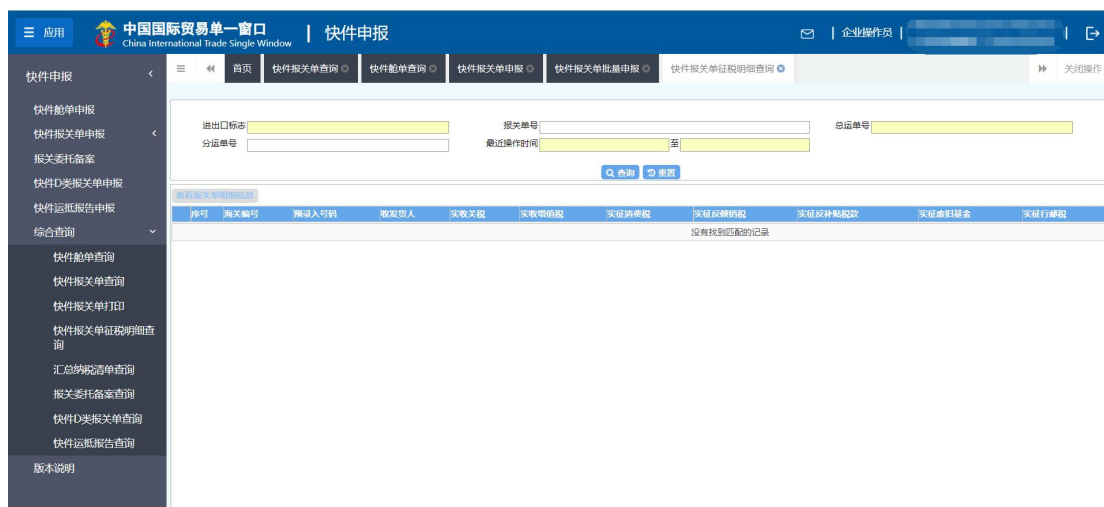 应用
中国国际贸易单一窗口
China International Trade Single Window
快件申报
企业操作员
快件申报
首页
快件报关单查询
快件舱单查询
快件报关单申报
快件报关单批量申报
快件报关单征税明细查询
关闭操作
快件舱单申报
快件报关单申报
报关委托备案
快件D类报关单申报
快件运抵报告申报
综合查询
快件舱单查询
快件报关单查询
快件报关单打印
快件报关单征税明细查
询
汇总纳税清单查询
报关委托备案查询
快件D类报关单查询
快件运抵报告查询
版本说明
进出口标志 报关单号 总运单号
分运单号 最近操作时间 至
查询 重置
查看报关单明细信息
序号 海关编号 预录入号码 收发货人 实收关税 实收增值税 实征消费税 实征反倾销税 实征反补贴税款 实征废旧基金 实征行邮税
没有找到匹配的记录